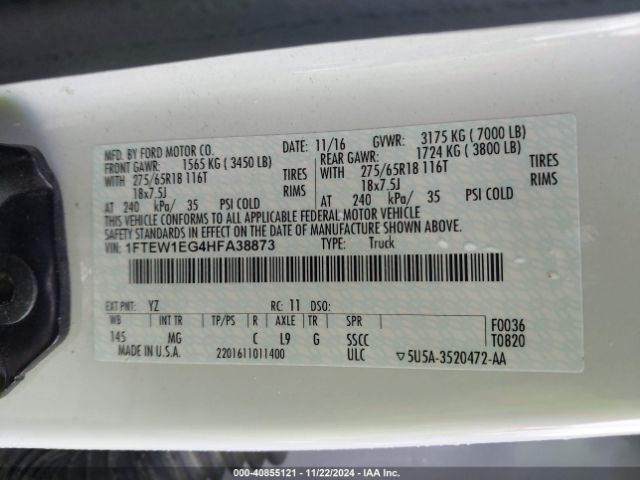 MFD. BY FORD MOTOR CO. DATE: 11/16 GVWR: 3175 KG ( 7000 LB)
FRONT GAWR: 1565 KG ( 3450 LB) REAR GAWR: 1724 KG ( 3800 LB)
WITH 275/65R18 116T TIRES WITH 275/65R18 116T TIRES
18x7.5J RIMS 18x7.5J RIMS
AT 240 kPa/ 35 PSI COLD AT 240 kPa/ 35 PSI COLD
THIS VEHICLE CONFORMS TO ALL APPLICABLE FEDERAL MOTOR VEHICLE
SAFETY STANDARDS IN EFFECT ON THE DATE OF MANUFACTURE SHOWN ABOVE.
VIN: 1FTEW1EG4HFA38873 TYPE: Truck
EXT PNT: YZ RC: 11 DSO:
WB INT TR TP/PS R AXLE TR SPR F0036
145 MG C L9 G SSCC T0820
MADE IN U.S.A. 2201611011400 ULC ▽5U5A-3520472-AA
000-40855121 - 11/22/2024 - IAA Inc.